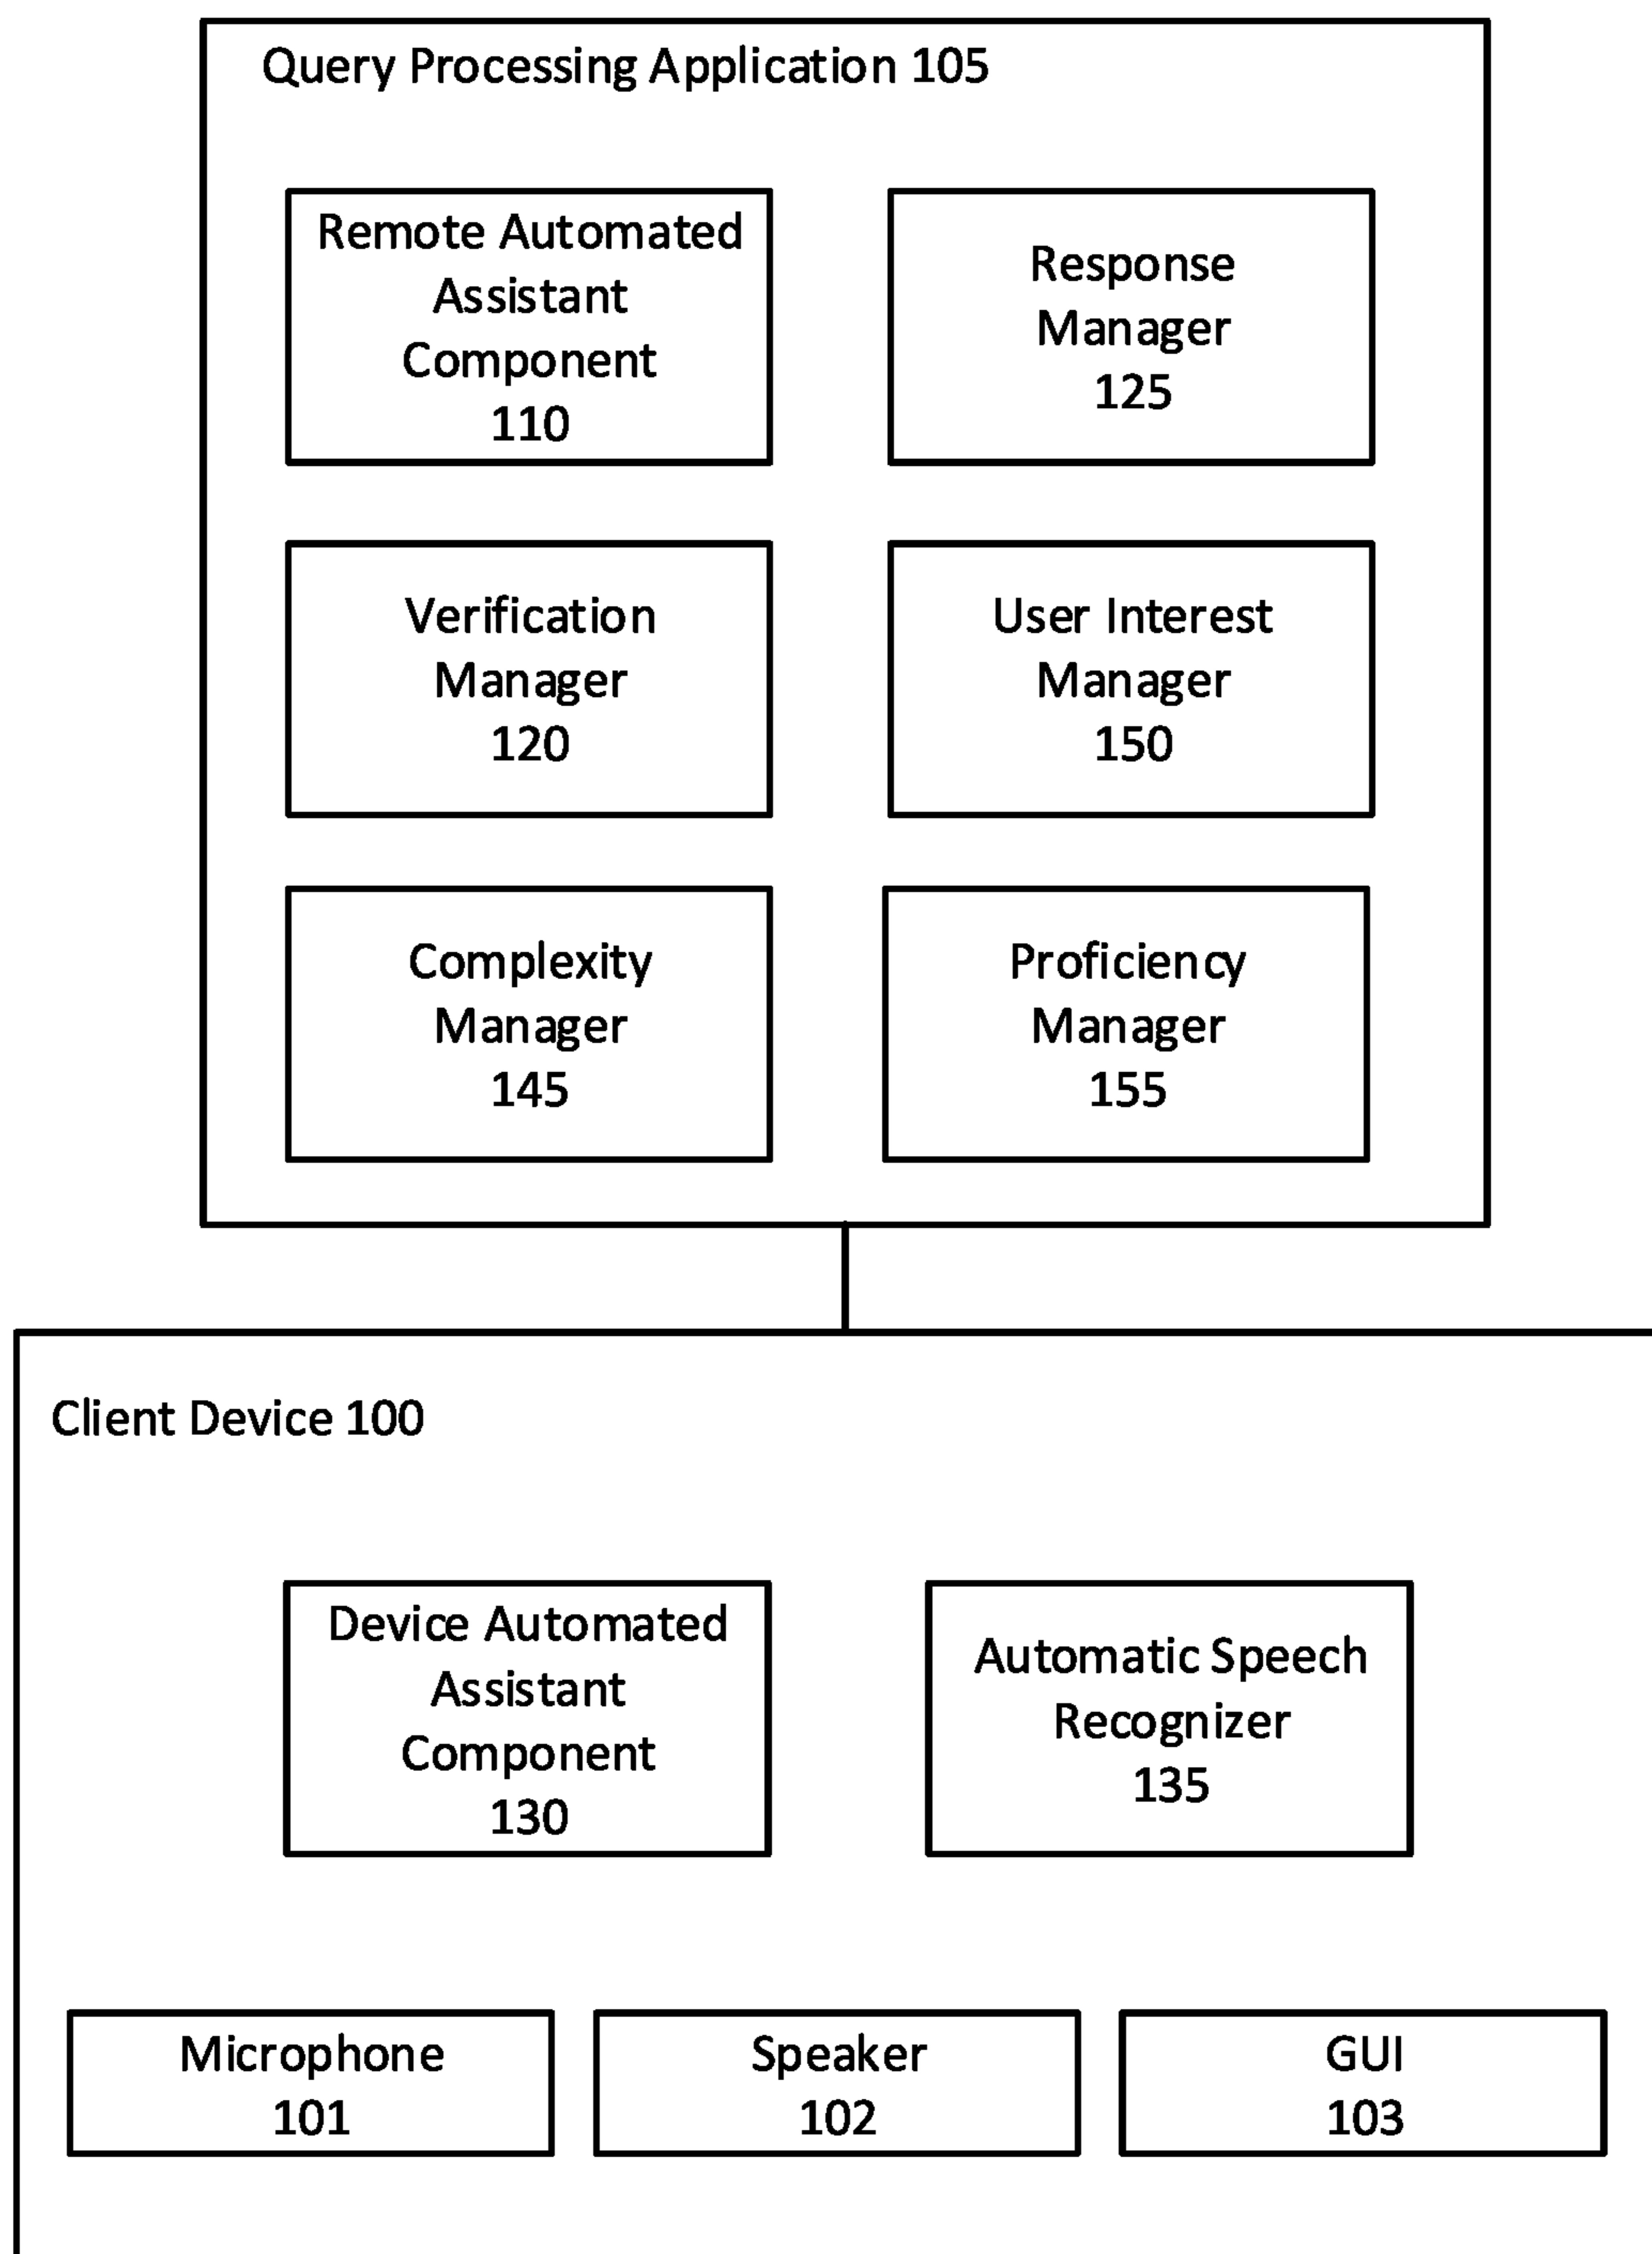 Query Processing Application 105
Remote Automated
Assistant
Component
110
Response
Manager
125
Verification
Manager
120
User Interest
Manager
150
Complexity
Manager
145
Proficiency
Manager
155
Client Device 100
Device Automated
Assistant
Component
130
Automatic Speech
Recognizer
135
Microphone
101
Speaker
102
GUI
103